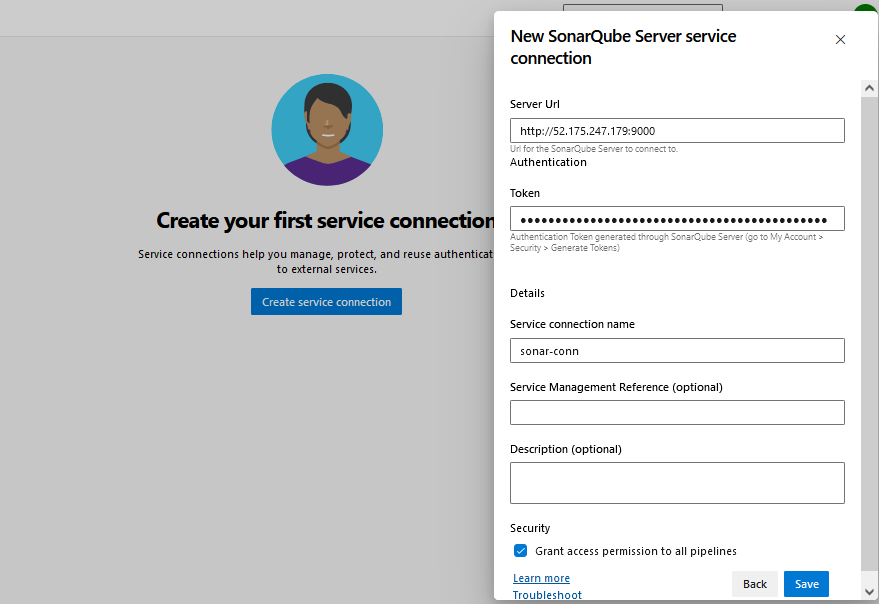 New SonarQube Server service
connection
Server Url
http://52.175.247.179:9000
Url for the SonarQube Server to connect to.
Authentication
Token
••••••••••••••••••••••••••••••••••••••••••••
Authentication Token generated through SonarQube Server (go to My Account >
Security > Generate Tokens)
Details
Service connection name
sonar-conn
Service Management Reference (optional)
Description (optional)
Security
Grant access permission to all pipelines
Learn more
Troubleshoot
Back
Save
Create your first service connection
Service connections help you manage, protect, and reuse authenticat
to external services.
Create service connection